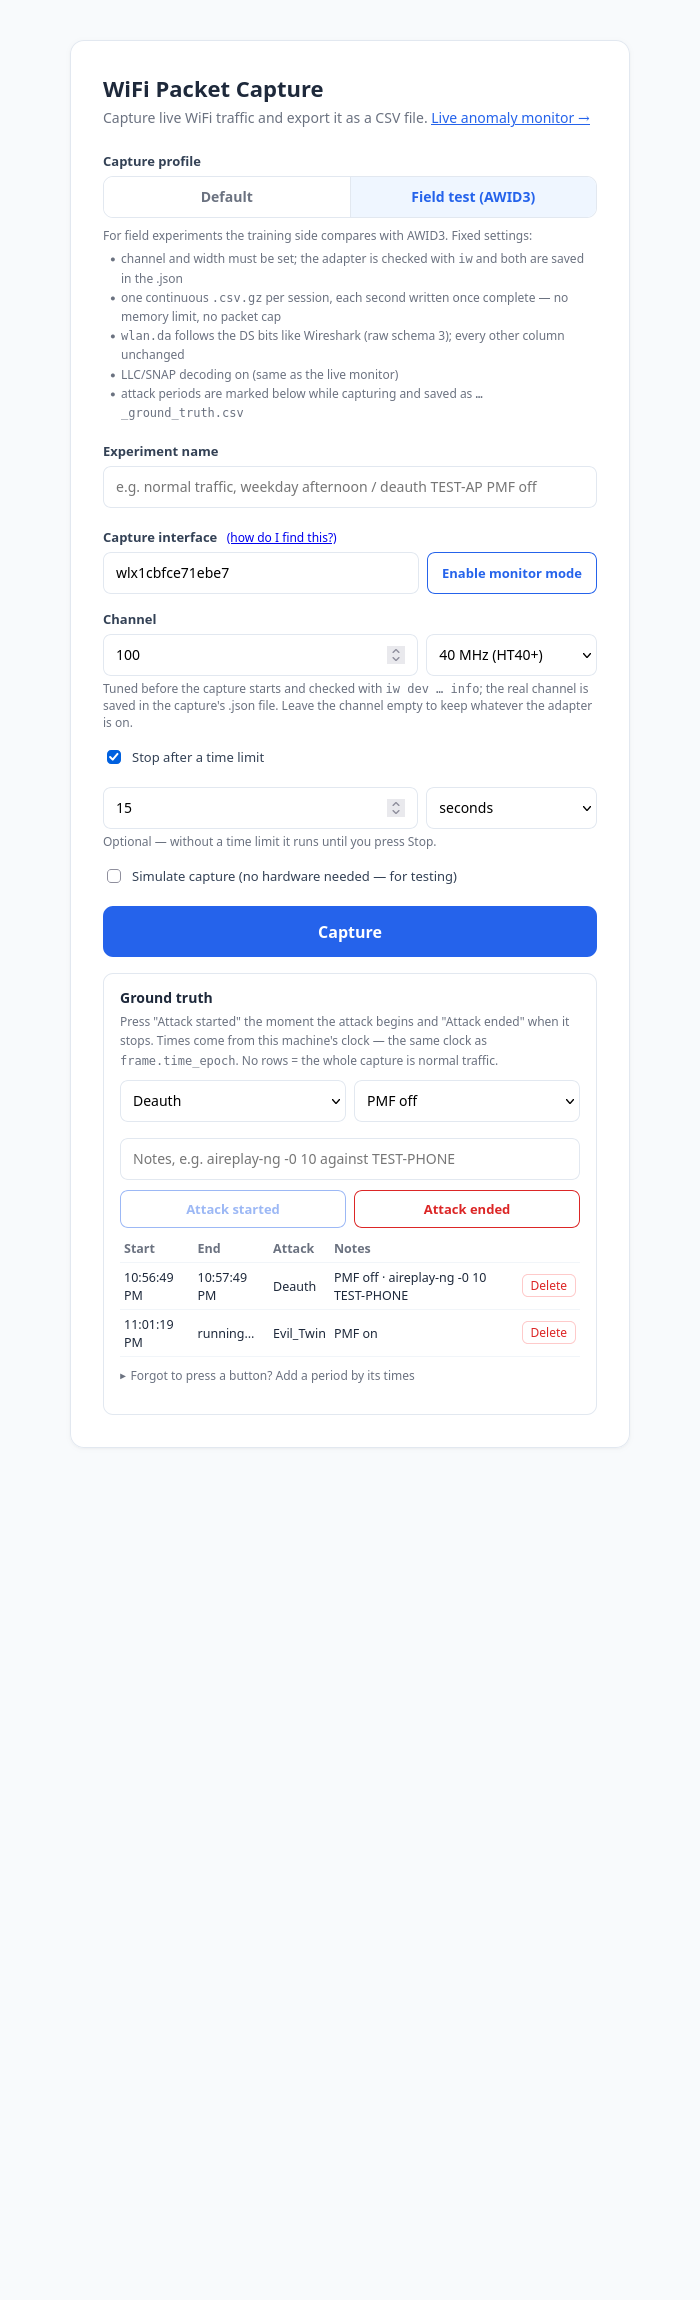 WiFi Packet Capture
Capture live WiFi traffic and export it as a CSV file. Live anomaly monitor →
Capture profile
Default
Field test (AWID3)
For field experiments the training side compares with AWID3. Fixed settings:
• channel and width must be set; the adapter is checked with iw and both are saved
in the .json
• one continuous .csv.gz per session, each second written once complete — no
memory limit, no packet cap
• wlan.da follows the DS bits like Wireshark (raw schema 3); every other column
unchanged
• LLC/SNAP decoding on (same as the live monitor)
• attack periods are marked below while capturing and saved as …
_ground_truth.csv
Experiment name
e.g. normal traffic, weekday afternoon / deauth TEST-AP PMF off
Capture interface (how do I find this?)
wlx1cbfce71ebe7
Enable monitor mode
Channel
100
40 MHz (HT40+)
Tuned before the capture starts and checked with iw dev … info; the real channel is
saved in the capture's .json file. Leave the channel empty to keep whatever the adapter
is on.
Stop after a time limit
15
seconds
Optional — without a time limit it runs until you press Stop.
Simulate capture (no hardware needed — for testing)
Capture
Ground truth
Press "Attack started" the moment the attack begins and "Attack ended" when it
stops. Times come from this machine's clock — the same clock as
frame.time_epoch. No rows = the whole capture is normal traffic.
Deauth
PMF off
Notes, e.g. aireplay-ng -0 10 against TEST-PHONE
Attack started
Attack ended
Start End Attack Notes
10:56:49 10:57:49 Deauth PMF off · aireplay-ng -0 10 Delete
PM PM TEST-PHONE
11:01:19 running… Evil_Twin PMF on Delete
PM
▸ Forgot to press a button? Add a period by its times